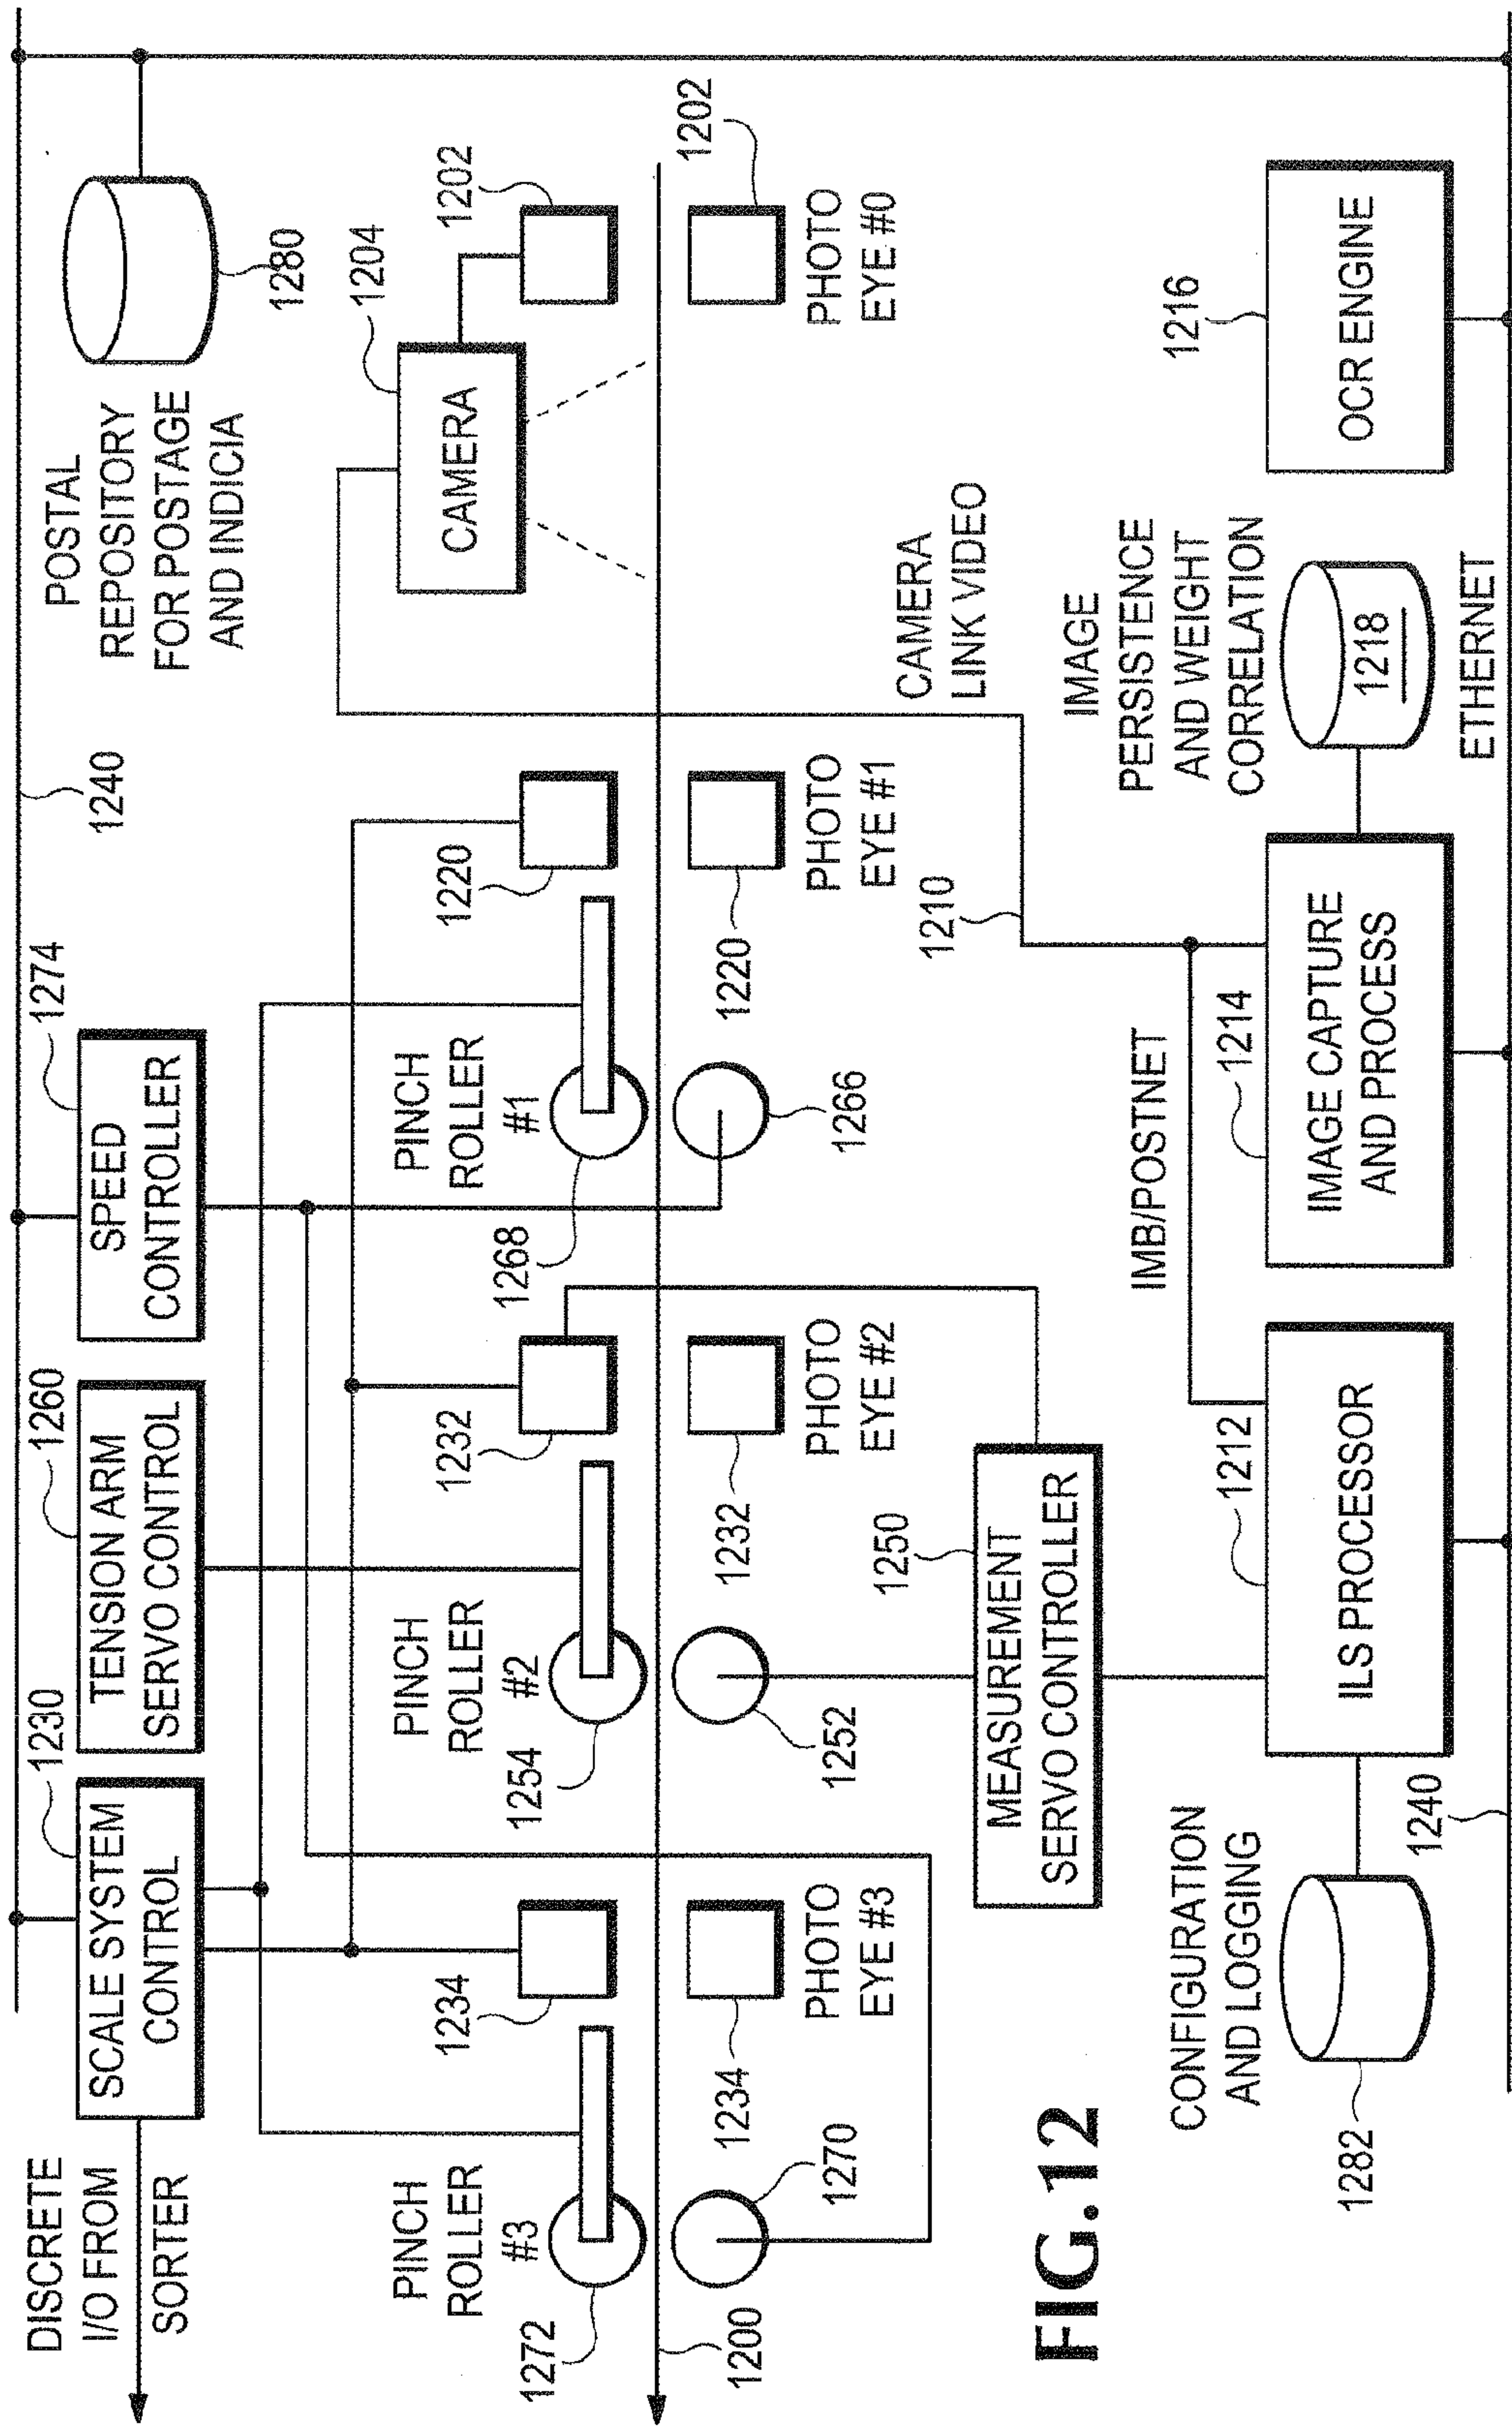 DISCRETE
I/O FROM
SORTER
SCALE SYSTEM
CONTROL
1230
TENSION ARM
SERVO CONTROL
1260
SPEED
CONTROLLER
1274
1240
POSTAL
REPOSITORY
FOR POSTAGE
AND INDICIA
1280
PINCH
ROLLER
#3
1272
1234
PINCH
ROLLER
#2
1254
1232
PINCH
ROLLER
#1
1268
1220
CAMERA
1204
1202
1200
1270
1234
PHOTO
EYE #3
1252
1232
PHOTO
EYE #2
1266
1220
PHOTO
EYE #1
PHOTO
EYE #0
1202
MEASUREMENT
SERVO CONTROLLER
1250
1210
CAMERA
LINK VIDEO
FIG.12
CONFIGURATION
AND LOGGING
1282
1240
ILS PROCESSOR
1212
IMB/POSTNET
IMAGE CAPTURE
AND PROCESS
1214
IMAGE
PERSISTENCE
AND WEIGHT
CORRELATION
1218
ETHERNET
OCR ENGINE
1216